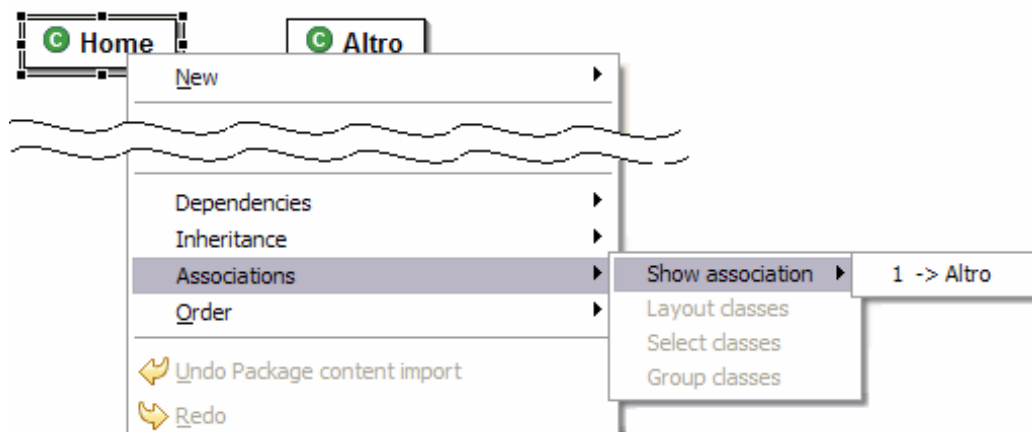 C Home
C Altro
New
Dependencies
Inheritance
Associations
Order
Undo Package content import
Redo
Show association
Layout classes
Select classes
Group classes
1 -> Altro